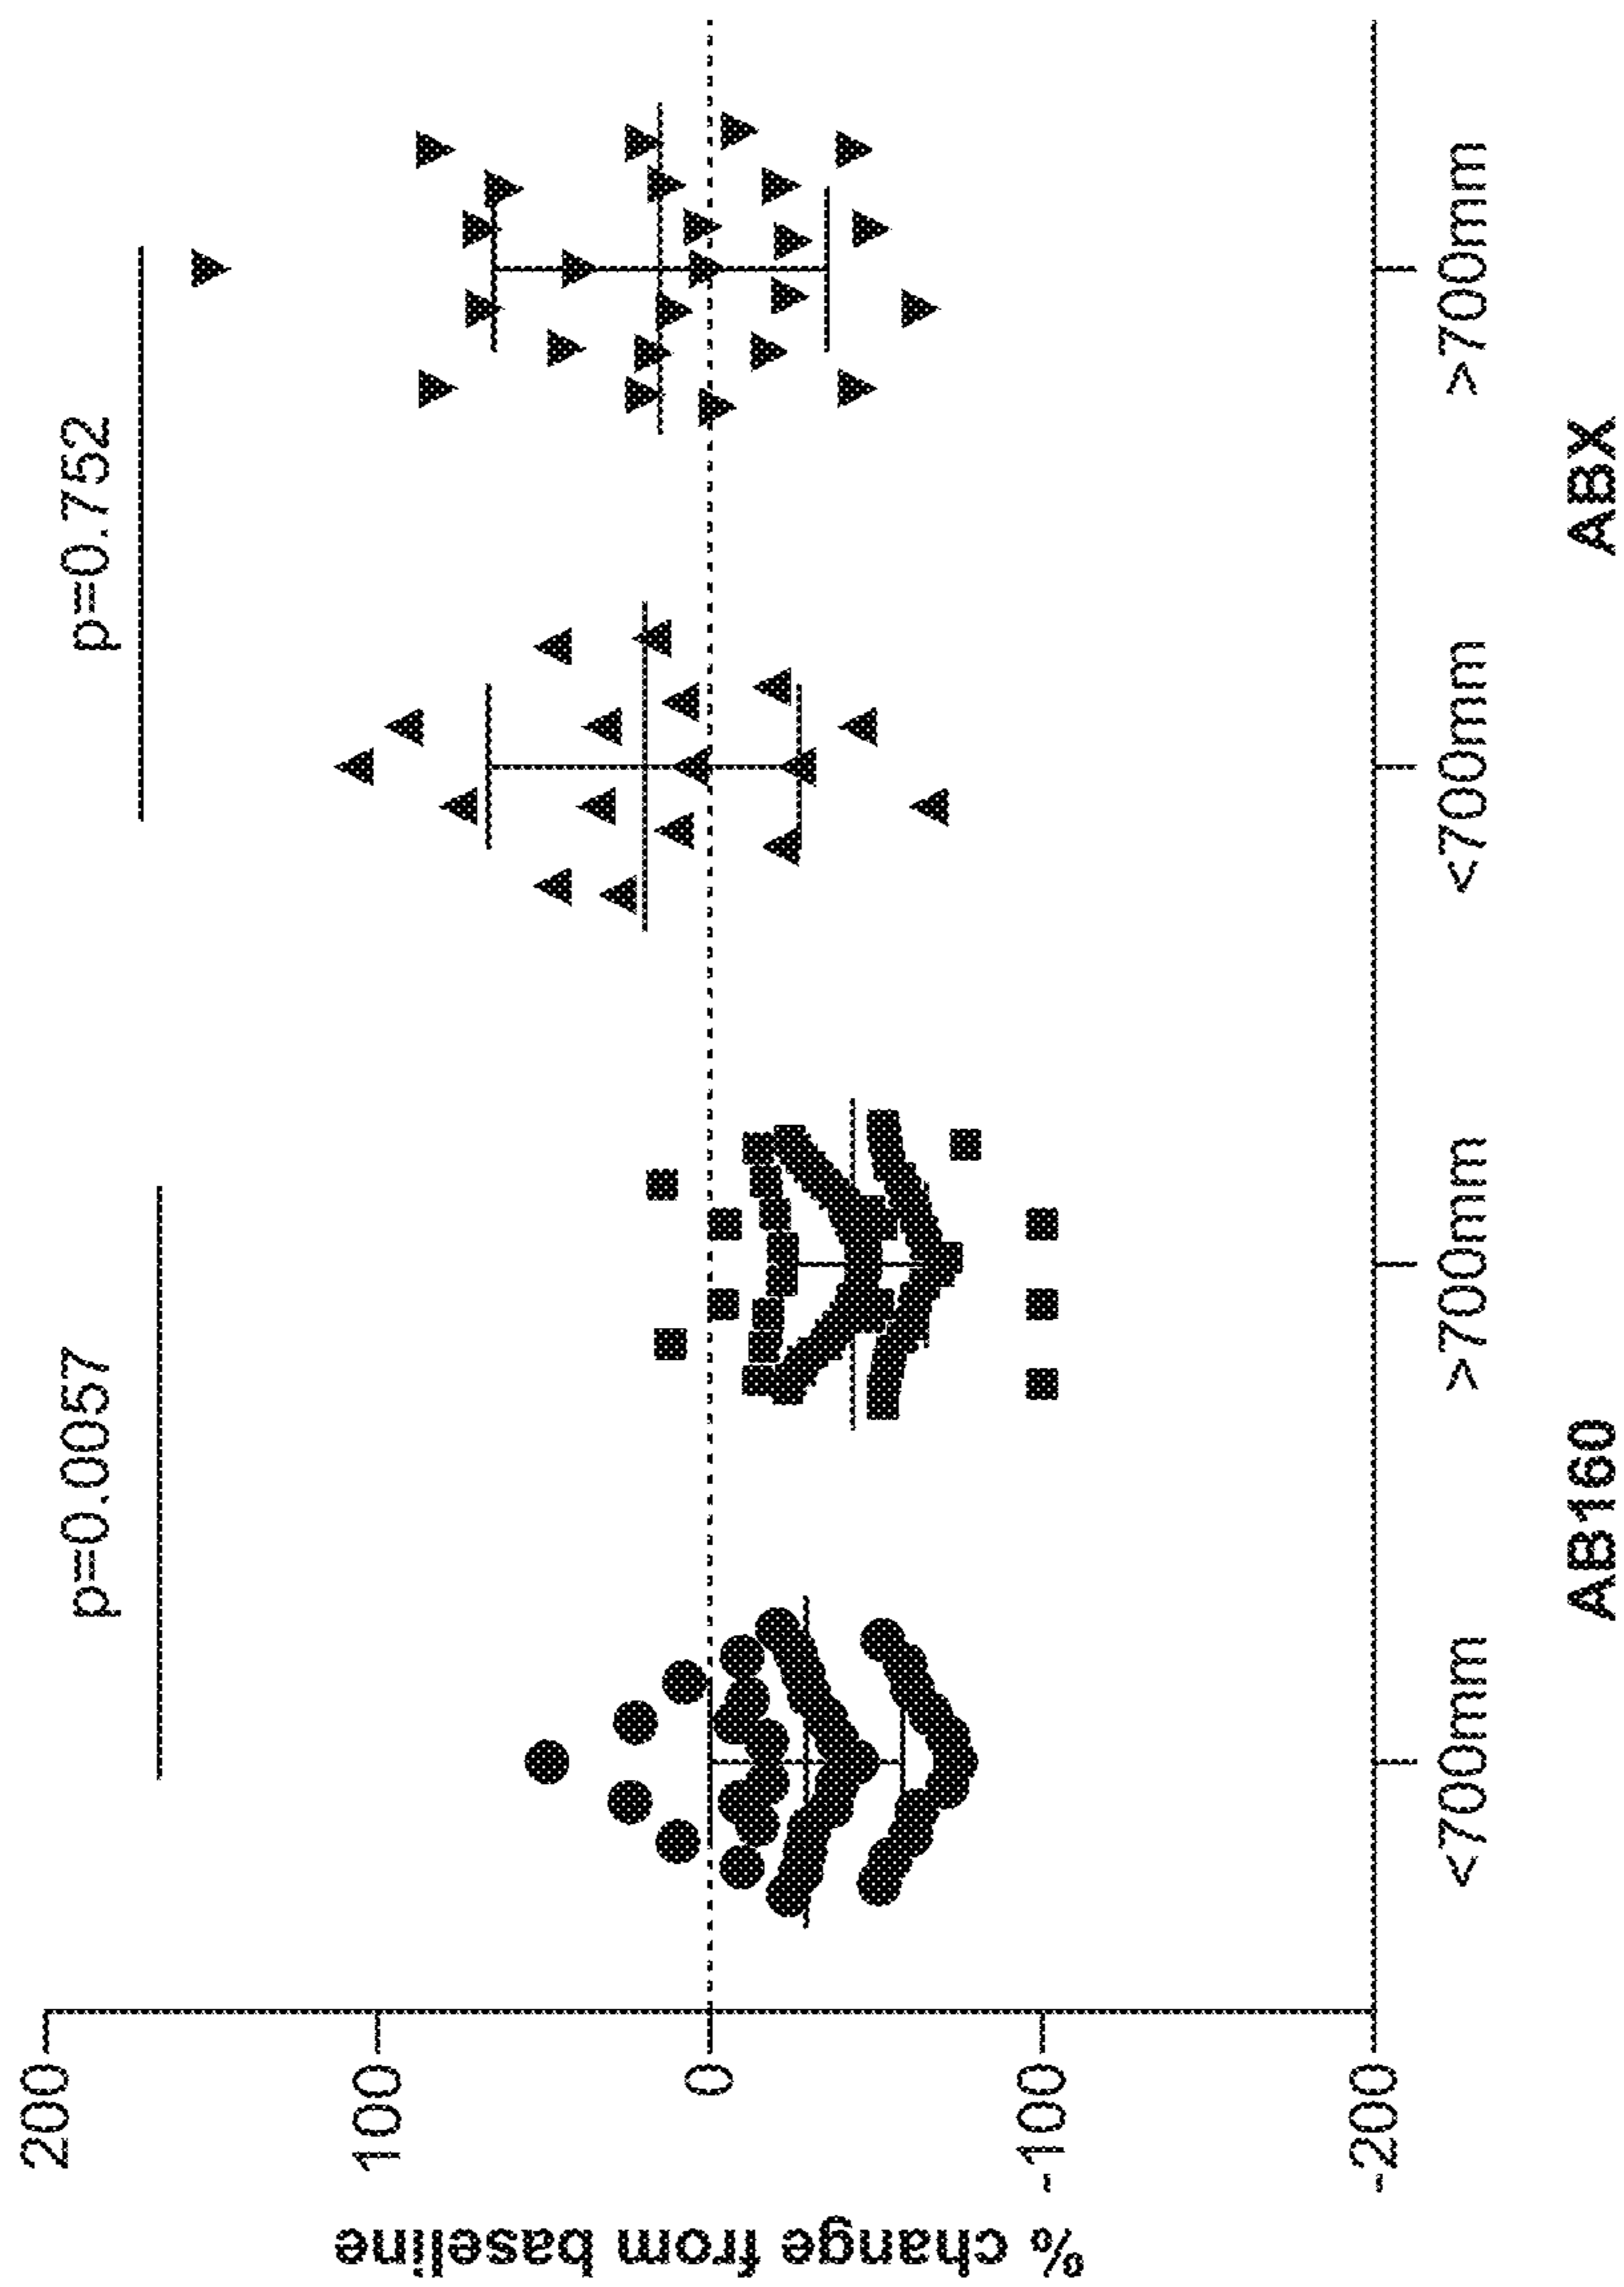 % change from baseline
200
100
0
-100
-200
p=0.0057
p=0.752
<700mm
>700mm
<700mm
>700mm
AB160
ABX